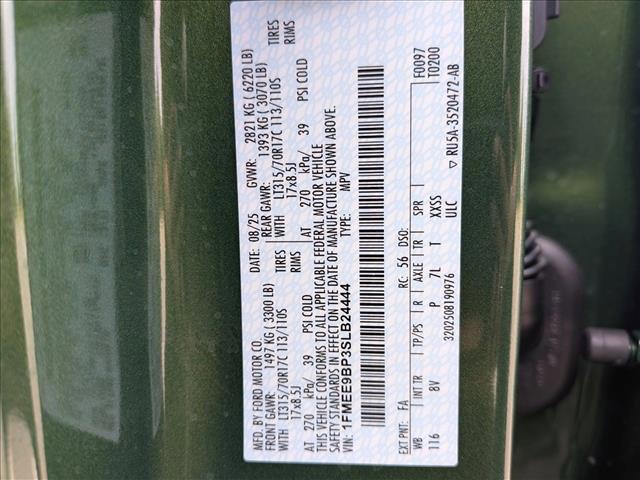 MFD. BY FORD MOTOR CO. DATE: 08/25 GVWR: 2821 KG ( 6220 LB)
FRONT GAWR: 1497 KG ( 3300 LB) REAR GAWR: 1393 KG ( 3070 LB)
WITH LT315/70R17C 113/110S TIRES WITH LT315/70R17C 113/110S TIRES
17x8.5J RIMS 17x8.5J RIMS
AT 270 kPa/ 39 PSI COLD AT 270 kPa/ 39 PSI COLD
THIS VEHICLE CONFORMS TO ALL APPLICABLE FEDERAL MOTOR VEHICLE
SAFETY STANDARDS IN EFFECT ON THE DATE OF MANUFACTURE SHOWN ABOVE.
VIN: 1FMEE9BP3SLB24444 TYPE: MPV
EXT PNT: FA RC: 56 DSO: F0097
WB INT TR TP/PS R AXLE TR SPR T0200
116 8V P 7L T XXSS
3202508190976 ULC ▽ RU5A-3520472-AB